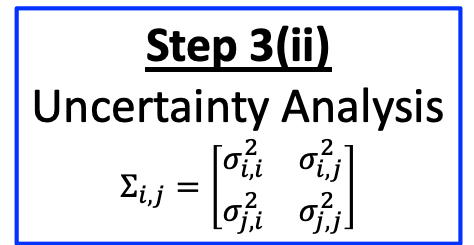 Step 3(ii)
Uncertainty Analysis
Σ_{i,j} = [σ²_{i,i} σ²_{i,j}
σ²_{j,i} σ²_{j,j}]